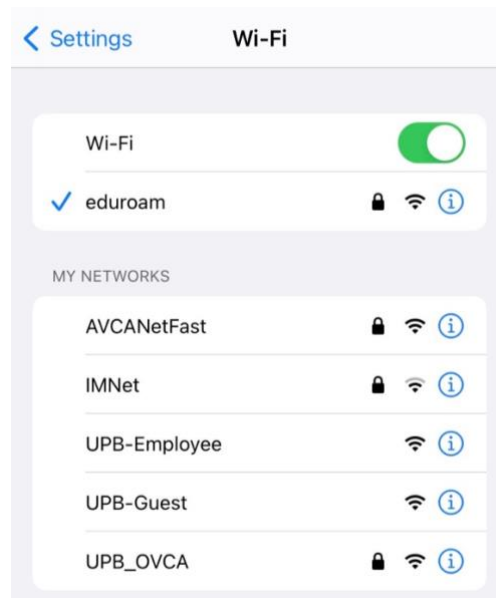 Settings Wi-Fi
Wi-Fi
eduroam
MY NETWORKS
AVCANetFast
IMNet
UPB-Employee
UPB-Guest
UPB_OVCA